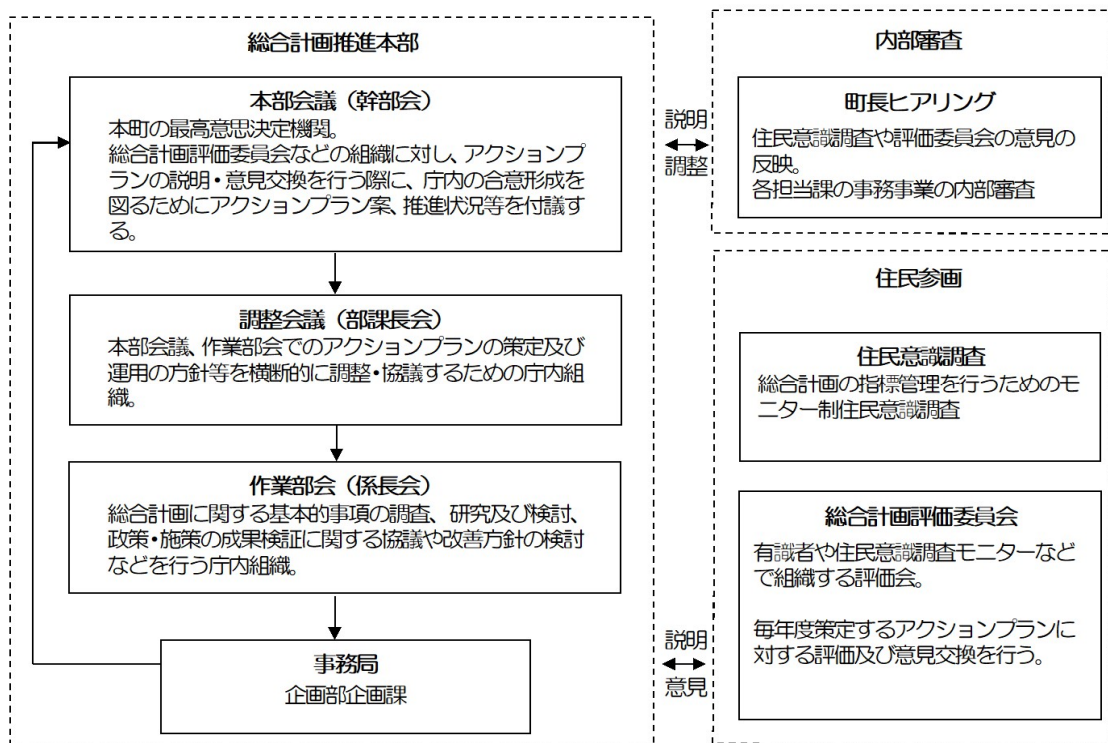 総合計画推進本部
本部会議（幹部会）
本町の最高意思決定機関。
総合計画評価委員会などの組織に対し、アクションプ
ランの説明・意見交換を行う際に、庁内の合意形成を
図るためにアクションプラン案、推進状況等を付議す
る。
調整会議（部課長会）
本部会議、作業部会でのアクションプランの策定及び
運用の方針等を横断的に調整・協議するための庁内組
織。
作業部会（係長会）
総合計画に関する基本的事項の調査、研究及び検討、
政策・施策の成果検証に関する協議や改善方針の検討
などを行う庁内組織。
事務局
企画部企画課
説明
調整
説明
意見
内部審査
町長ヒアリング
住民意識調査や評価委員会の意見の
反映。
各担当課の事務事業の内部審査
住民参画
住民意識調査
総合計画の指標管理を行うためのモ
ニター制住民意識調査
総合計画評価委員会
有識者や住民意識調査モニターなど
で組織する評価会。
毎年度策定するアクションプランに
対する評価及び意見交換を行う。